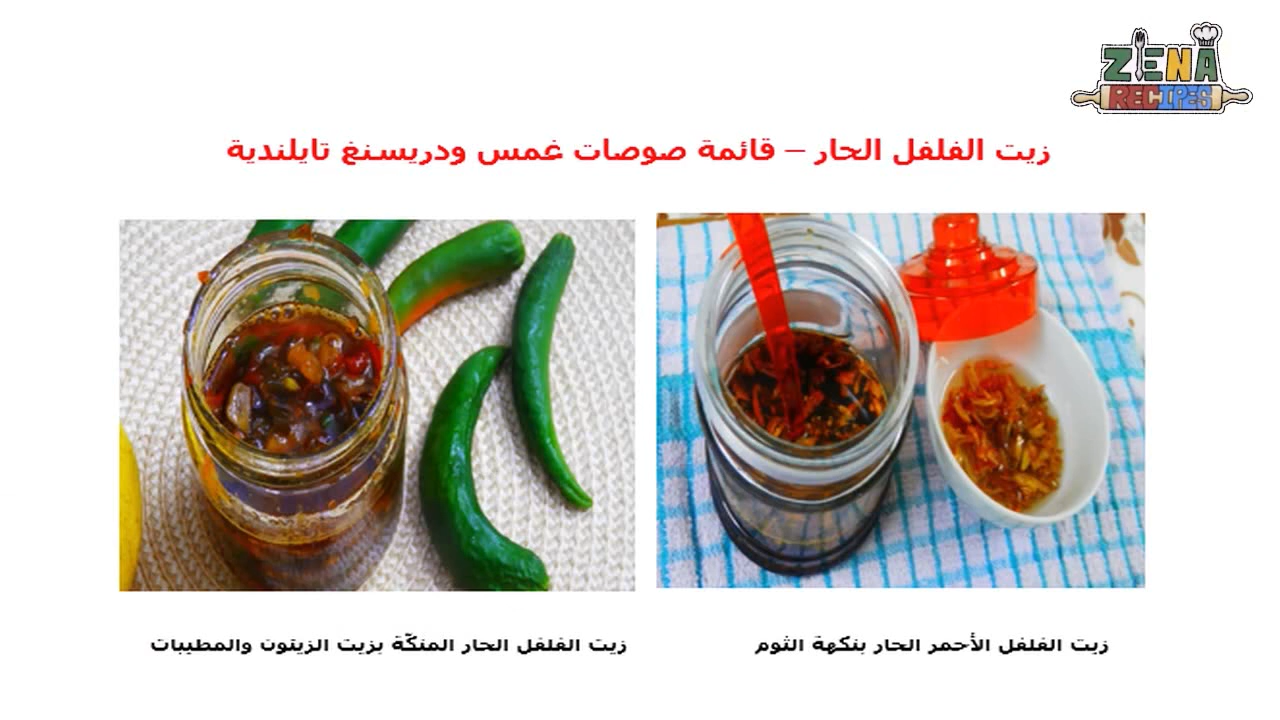 ZENA
RECIPES
زيت الفلفل الحار – قائمة صوصات غمس ودريسنغ تايلندية
زيت الفلفل الأحمر الحار بنكهة الثوم
زيت الفلفل الحار المنكّة بزيت الزيتون والمطيبات